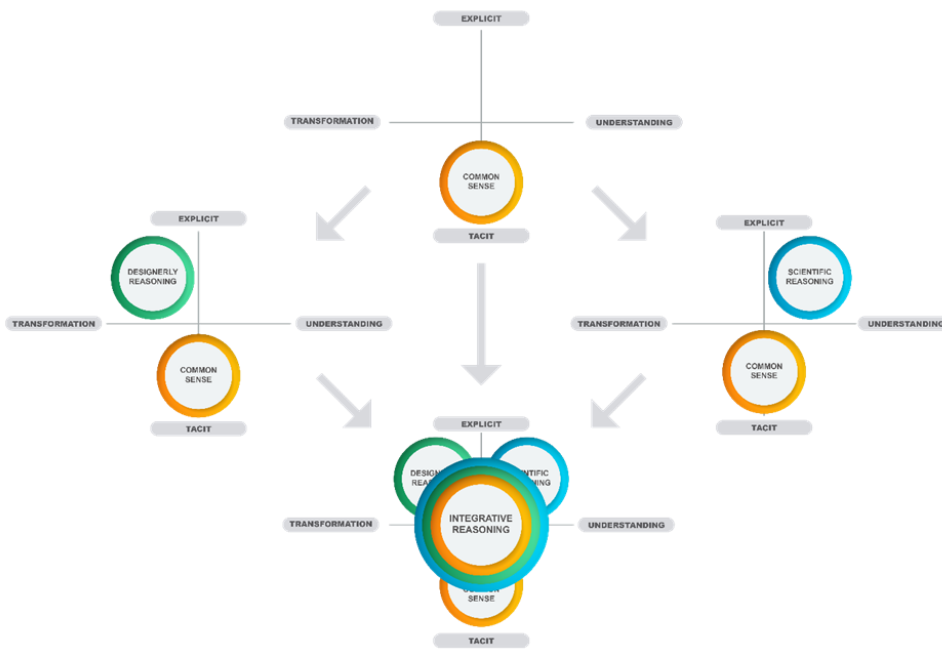 EXPLICIT
TRANSFORMATION
UNDERSTANDING
COMMON
SENSE
TACIT
EXPLICIT
DESIGNERLY
REASONING
TRANSFORMATION
UNDERSTANDING
COMMON
SENSE
TACIT
EXPLICIT
SCIENTIFIC
REASONING
TRANSFORMATION
UNDERSTANDING
COMMON
SENSE
TACIT
EXPLICIT
INTEGRATIVE
REASONING
TRANSFORMATION
UNDERSTANDING
SENSE
TACIT